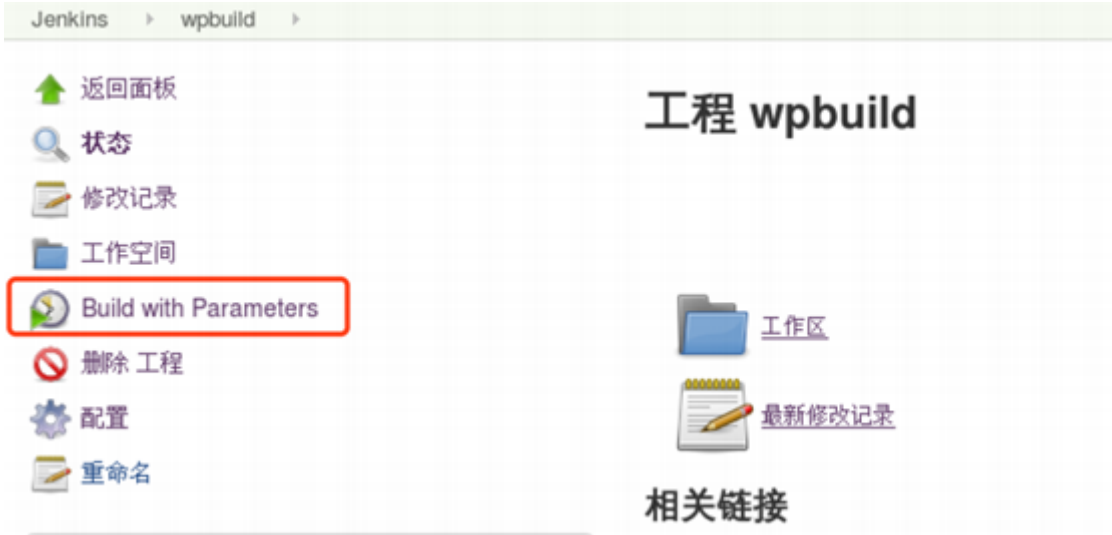 Jenkins wpbuild
返回面板
状态
修改记录
工作空间
Build with Parameters
删除 工程
配置
重命名
工程 wpbuild
工作区
最新修改记录
相关链接